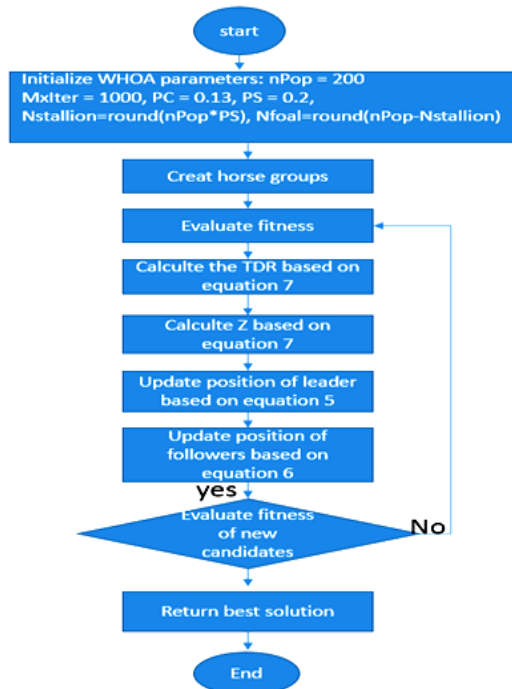 start
Initialize WHOA parameters: nPop = 200
MxIter = 1000, PC = 0.13, PS = 0.2,
Nstallion=round(nPop*PS), Nfoal=round(nPop-Nstallion)
Creat horse groups
Evaluate fitness
Calculte the TDR based on
equation 7
Calculte Z based on
equation 7
Update position of leader
based on equation 5
Update position of
followers based on
equation 6
yes
Evaluate fitness
of new
candidates
No
Return best solution
End